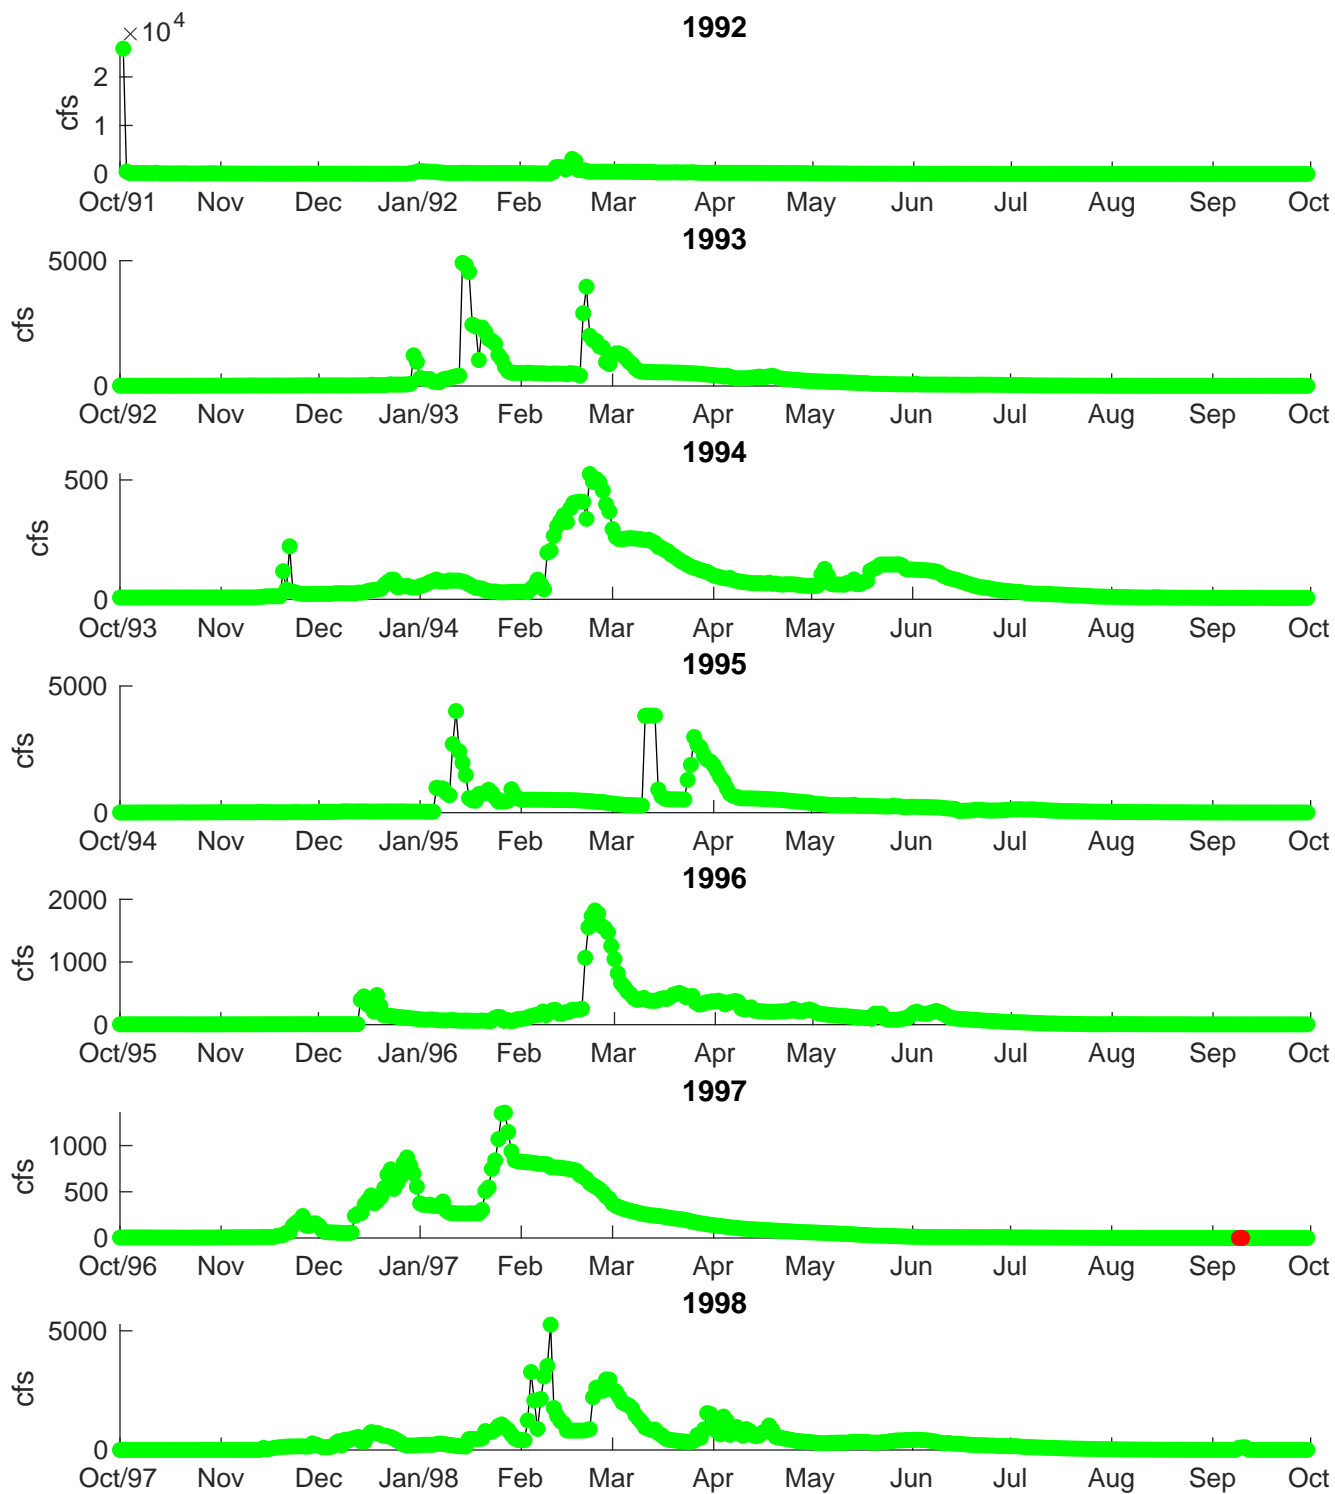 ×10⁴
1992
cfs
2
1
0
Oct/91 Nov Dec Jan/92 Feb Mar Apr May Jun Jul Aug Sep Oct
1993
cfs
5000
0
Oct/92 Nov Dec Jan/93 Feb Mar Apr May Jun Jul Aug Sep Oct
1994
cfs
500
0
Oct/93 Nov Dec Jan/94 Feb Mar Apr May Jun Jul Aug Sep Oct
1995
cfs
5000
0
Oct/94 Nov Dec Jan/95 Feb Mar Apr May Jun Jul Aug Sep Oct
1996
cfs
2000
1000
0
Oct/95 Nov Dec Jan/96 Feb Mar Apr May Jun Jul Aug Sep Oct
1997
cfs
1000
500
0
Oct/96 Nov Dec Jan/97 Feb Mar Apr May Jun Jul Aug Sep Oct
1998
cfs
5000
0
Oct/97 Nov Dec Jan/98 Feb Mar Apr May Jun Jul Aug Sep Oct